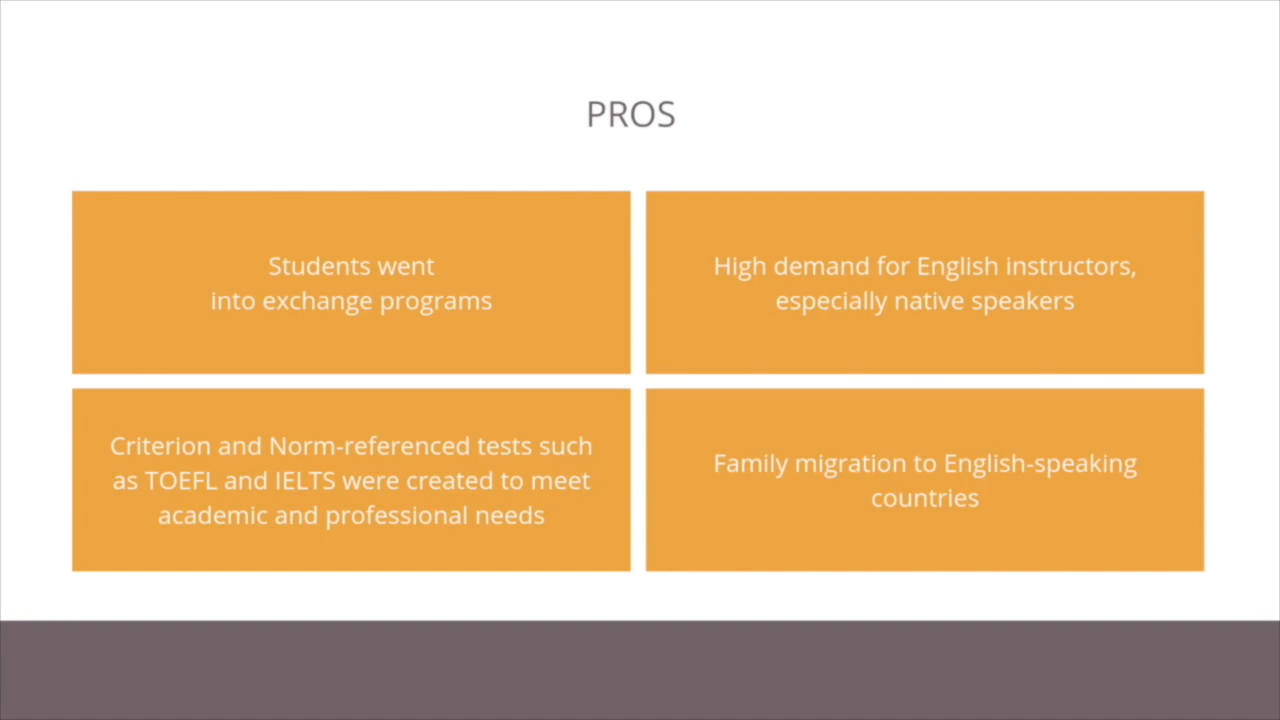 PROS
Students went
into exchange programs
High demand for English instructors,
especially native speakers
Criterion and Norm-referenced tests such
as TOEFL and IELTS were created to meet
academic and professional needs
Family migration to English-speaking
countries